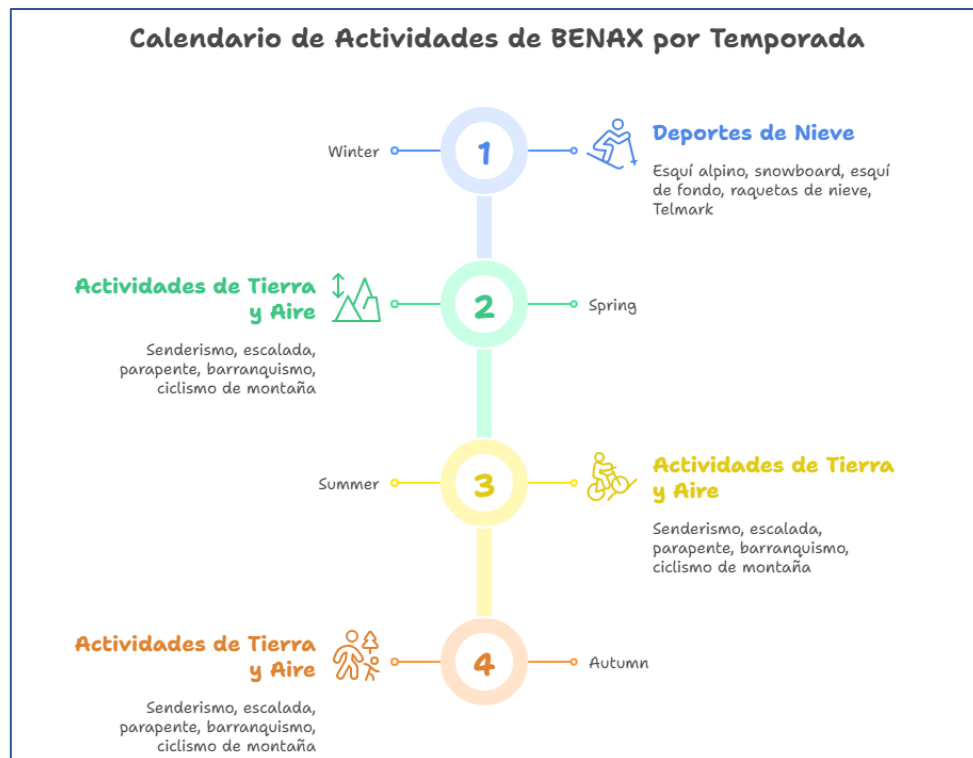 Calendario de Actividades de BENAX por Temporada
Winter
1
Deportes de Nieve
Esquí alpino, snowboard, esquí
de fondo, raquetas de nieve,
Telmark
Actividades de Tierra
y Aire
Senderismo, escalada,
parapente, barranquismo,
ciclismo de montaña
2
Spring
Summer
3
Actividades de Tierra
y Aire
Senderismo, escalada,
parapente, barranquismo,
ciclismo de montaña
Actividades de Tierra
y Aire
Senderismo, escalada,
parapente, barranquismo,
ciclismo de montaña
4
Autumn